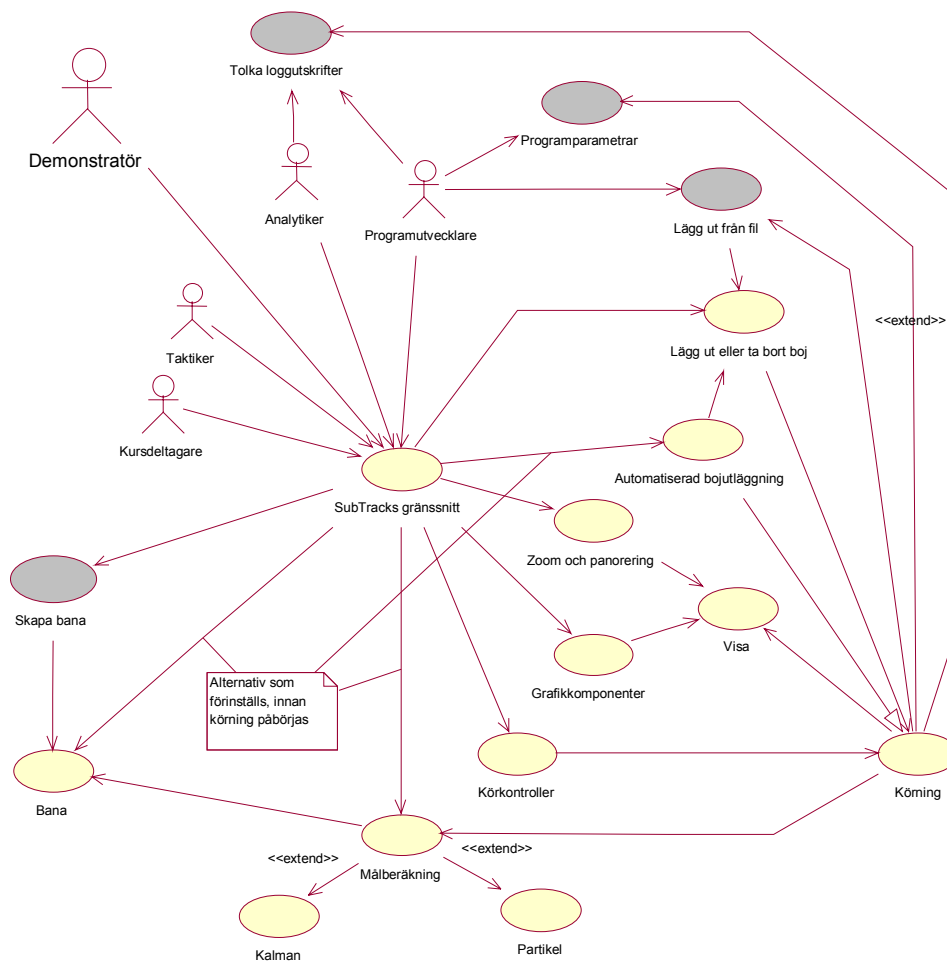 Tolka loggutskrifter
Demonstratör
Programparametrar
Analytiker
Programutvecklare
Lägg ut från fil
<<extend>>
Taktiker
Lägg ut eller ta bort boj
Kursdeltagare
Automatiserad bojutläggning
SubTracks gränssnitt
Zoom och panorering
Skapa bana
Visa
Alternativ som
förinställs, innan
körning påbörjas
Grafikkomponenter
Körkontroller
Körning
Bana
Målberäkning
<<extend>>
<<extend>>
Kalman
Partikel